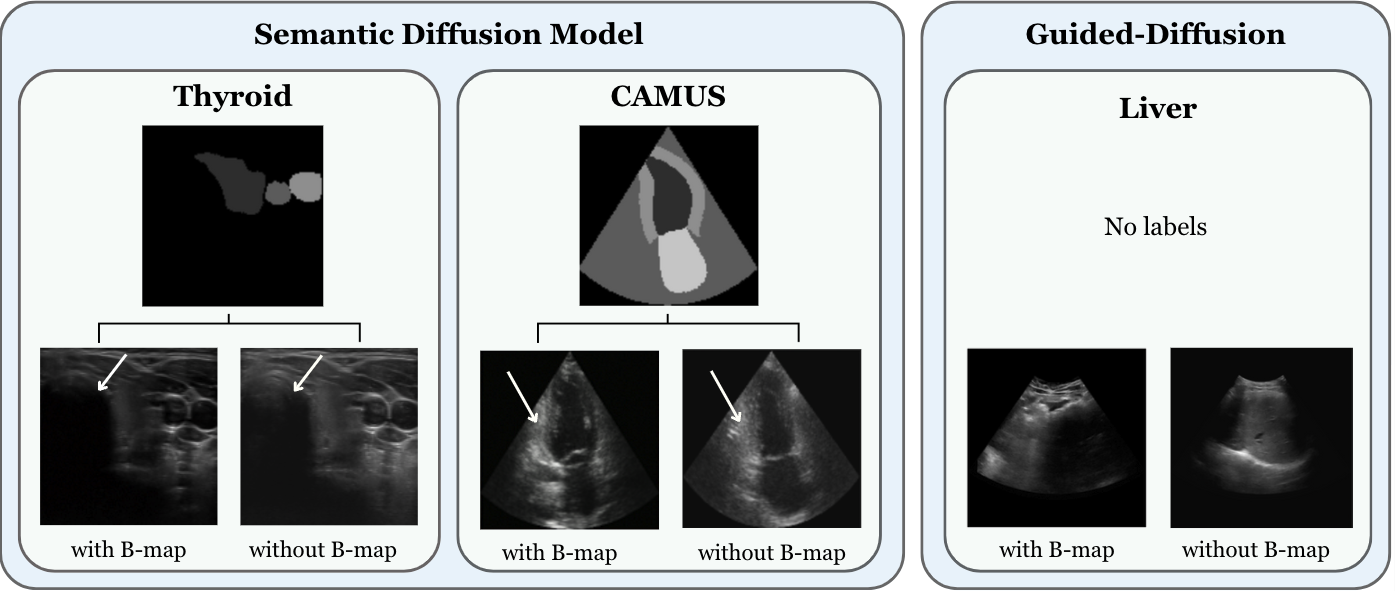 Semantic Diffusion Model
Thyroid
with B-map
without B-map
CAMUS
with B-map
without B-map
Guided-Diffusion
Liver
No labels
with B-map
without B-map